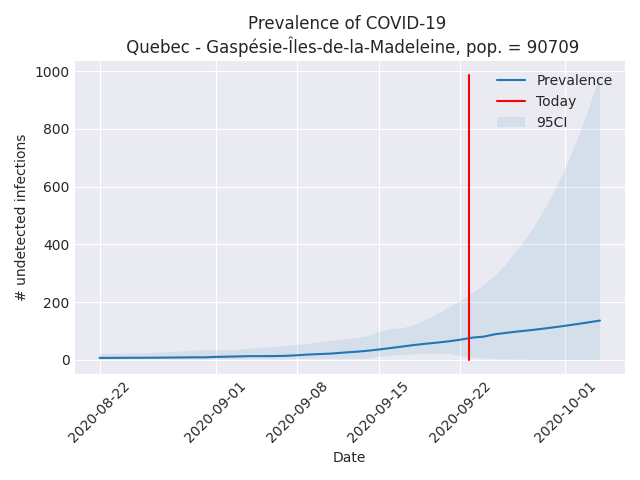 Prevalence of COVID-19
Quebec - Gaspésie-Îles-de-la-Madeleine, pop. = 90709
Prevalence
Today
95CI
# undetected infections
1000
800
600
400
200
0
2020-08-22
2020-09-01
2020-09-08
2020-09-15
2020-09-22
2020-10-01
Date